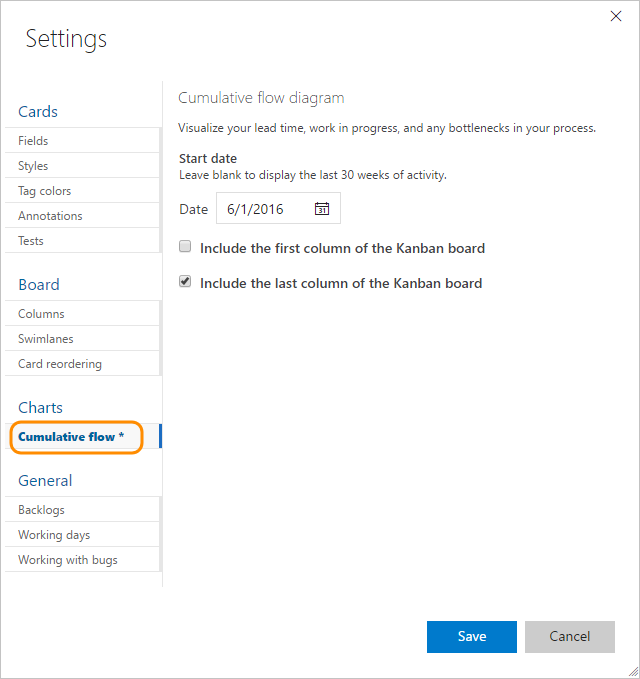 Settings
Cards
Fields
Styles
Tag colors
Annotations
Tests
Board
Columns
Swimlanes
Card reordering
Charts
Cumulative flow *
General
Backlogs
Working days
Working with bugs
Cumulative flow diagram
Visualize your lead time, work in progress, and any bottlenecks in your process.
Start date
Leave blank to display the last 30 weeks of activity.
Date 6/1/2016 31
Include the first column of the Kanban board
Include the last column of the Kanban board
Save Cancel